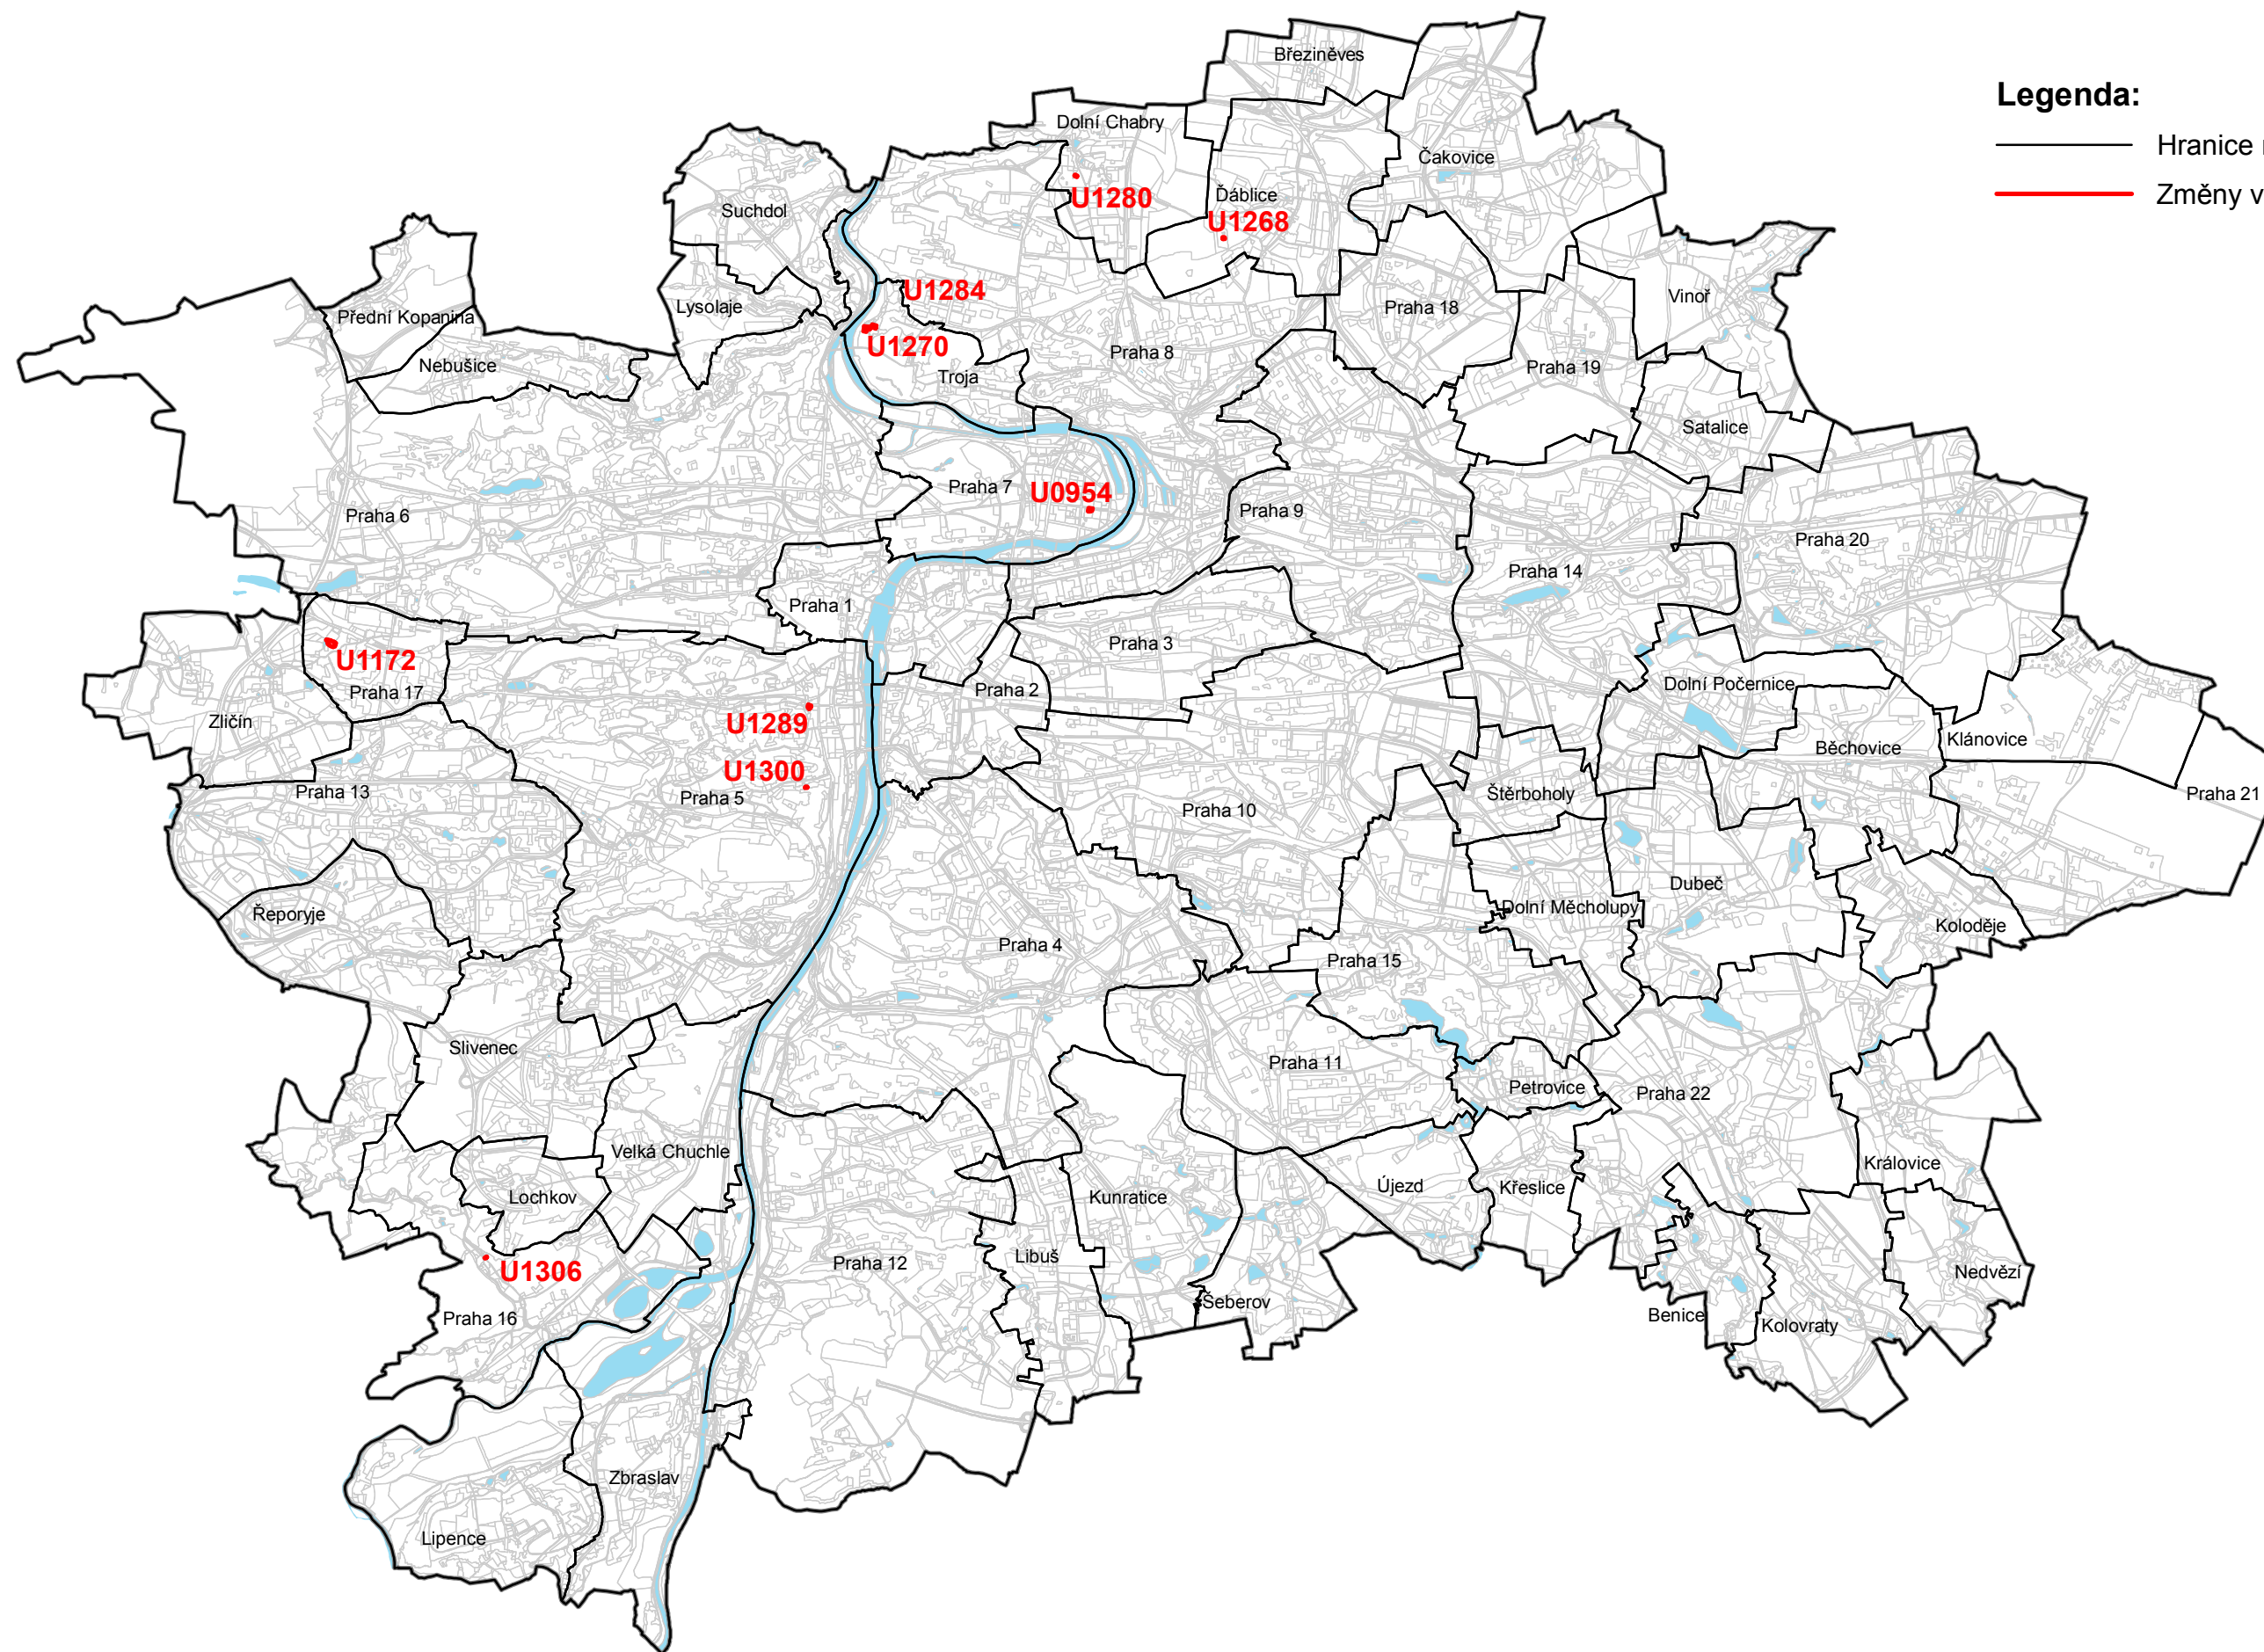 Březiněves
Legenda:
Dolní Chabry
Hranice
Čakovice
Změny v
U1280
Ďáblice
Suchdol
U1268
U1284
Vinoř
Lysolaje
Praha 18
Přední Kopanina
U1270
Praha 8
Nebušice
Troja
Praha 19
Satalice
Praha 7
U0954
Praha 9
Praha 6
Praha 20
Praha 14
Praha 1
Praha 3
U1172
Praha 17
Praha 2
Dolní Počernice
Zličín
U1289
Klánovice
Běchovice
U1300
Praha 13
Praha 5
Štěrboholy
Praha 21
Praha 10
Dubeč
Řeporyje
Dolní Měcholupy
Koloděje
Praha 4
Praha 15
Slivenec
Praha 11
Petrovice
Praha 22
Velká Chuchle
Královice
Lochkov
Kunratice
Újezd
Křeslice
U1306
Praha 12
Libuš
Nedvězí
Šeberov
Praha 16
Benice
Kolovraty
Zbraslav
Lipence